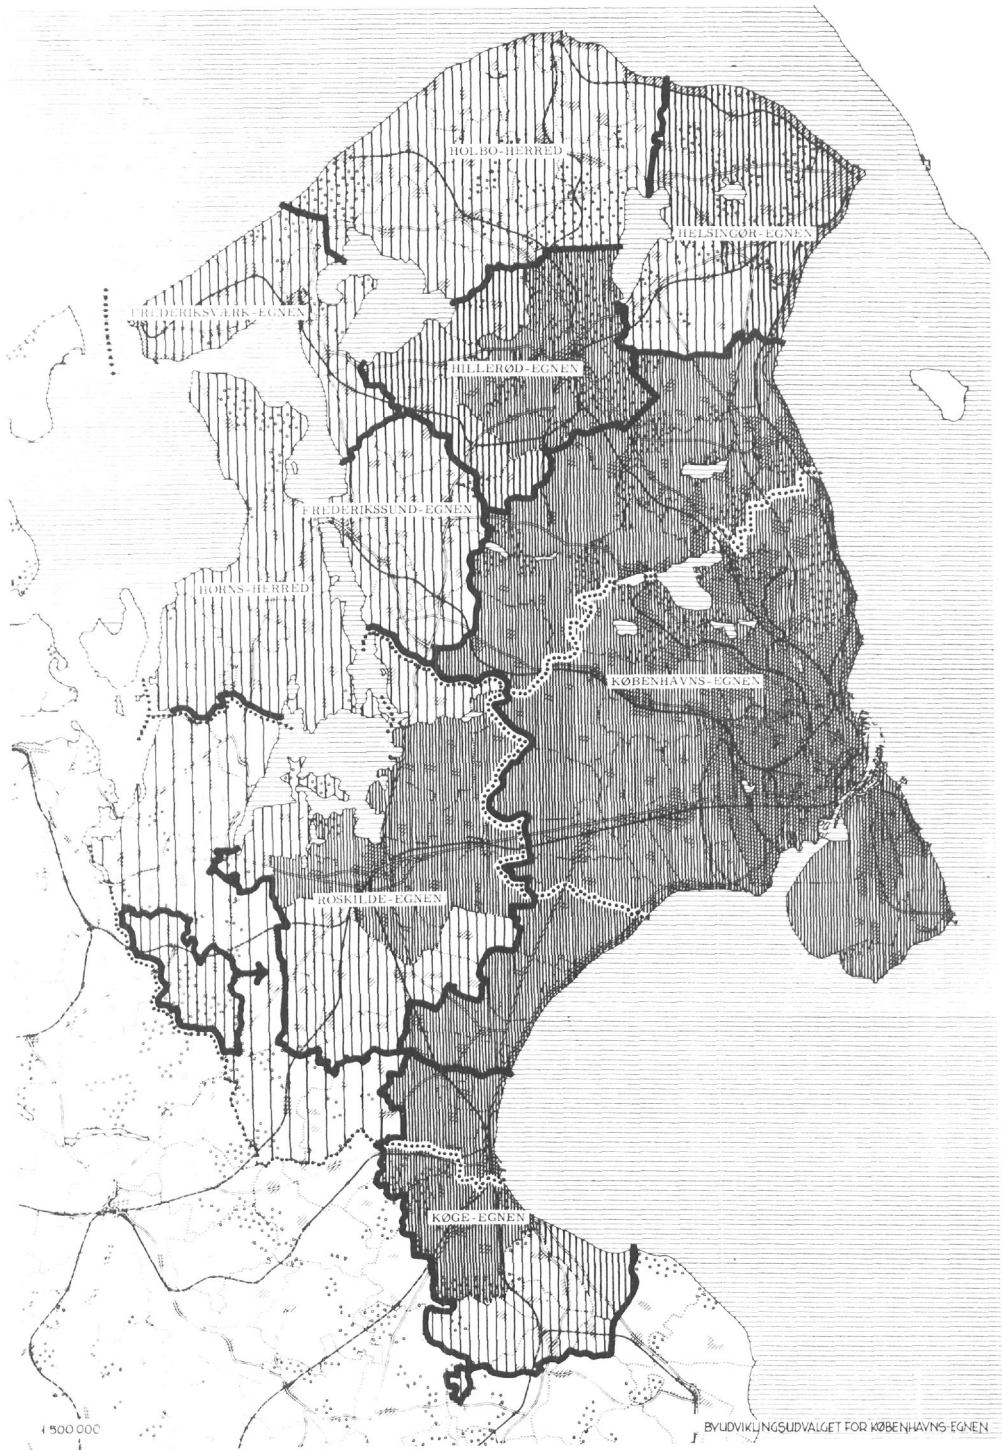 HOLBO-HERRED
HELSINGØR-EGNEN
FREDERIKSVÆRK-EGNEN
HILLERØD-EGNEN
FREDERIKSSUND-EGNEN
HORNS-HERRED
KØBENHAVNS-EGNEN
ROSKILDE-EGNEN
KØGE-EGNEN
1:500 000
BYUDVIKLINGSUDVALGET FOR KØBENHAVNS-EGNEN